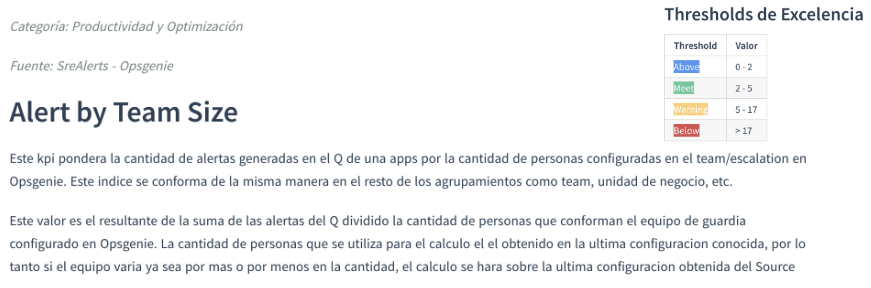 Categoría: Productividad y Optimización
Fuente: SreAlerts - Opsgenie
Alert by Team Size
Thresholds de Excelencia
Threshold Valor
Above 0 - 2
Meet 2 - 5
Warning 5 - 17
Below > 17
Este kpi pondera la cantidad de alertas generadas en el Q de una apps por la cantidad de personas configuradas en el team/escalation en
Opsgenie. Este indice se conforma de la misma manera en el resto de los agrupamientos como team, unidad de negocio, etc.
Este valor es el resultante de la suma de las alertas del Q dividido la cantidad de personas que conforman el equipo de guardia
configurado en Opsgenie. La cantidad de personas que se utiliza para el calculo el el obtenido en la ultima configuracion conocida, por lo
tanto si el equipo varia ya sea por mas o por menos en la cantidad, el calculo se hara sobre la ultima configuracion obtenida del Source